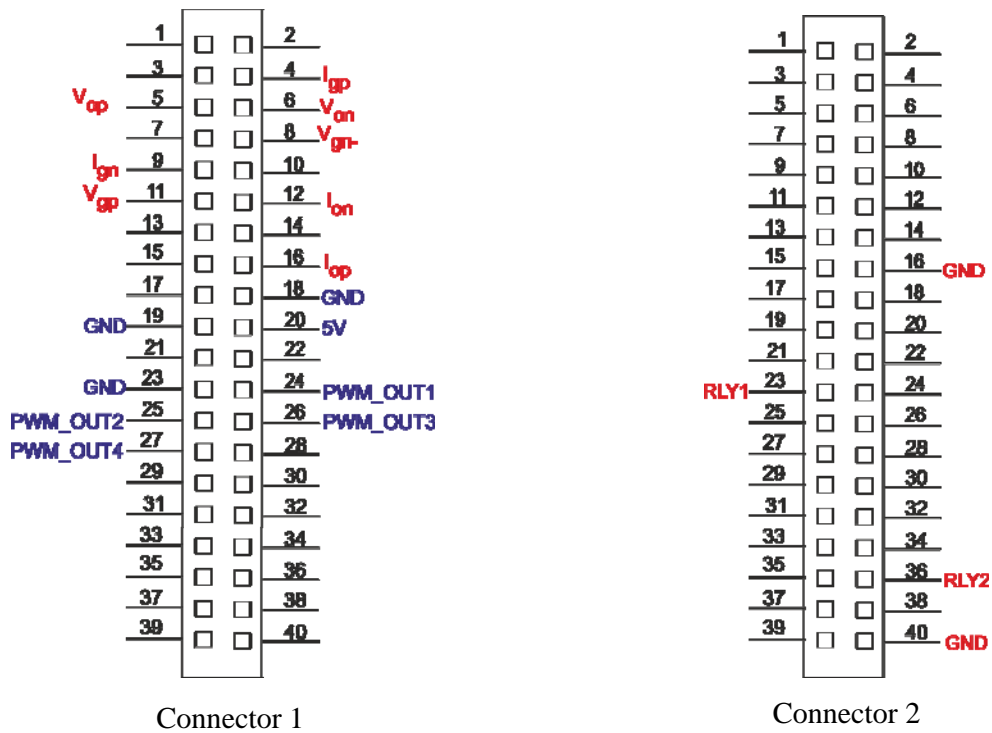 1 2
3 4 Igp
Vop 5 6 Von
7 8 Vgn-
Ign 9 10
Vgp 11 12 Ion
13 14
15 16 Iop
17 18 GND
GND 19 20 5V
21 22
GND 23 24 PWM_OUT1
PWM_OUT2 25 26 PWM_OUT3
PWM_OUT4 27 28
29 30
31 32
33 34
35 36
37 38
39 40
Connector 1
1 2
3 4
5 6
7 8
9 10
11 12
13 14
15 16 GND
17 18
19 20
21 22
RLY1 23 24
25 26
27 28
29 30
31 32
33 34
35 36 RLY2
37 38
39 40 GND
Connector 2